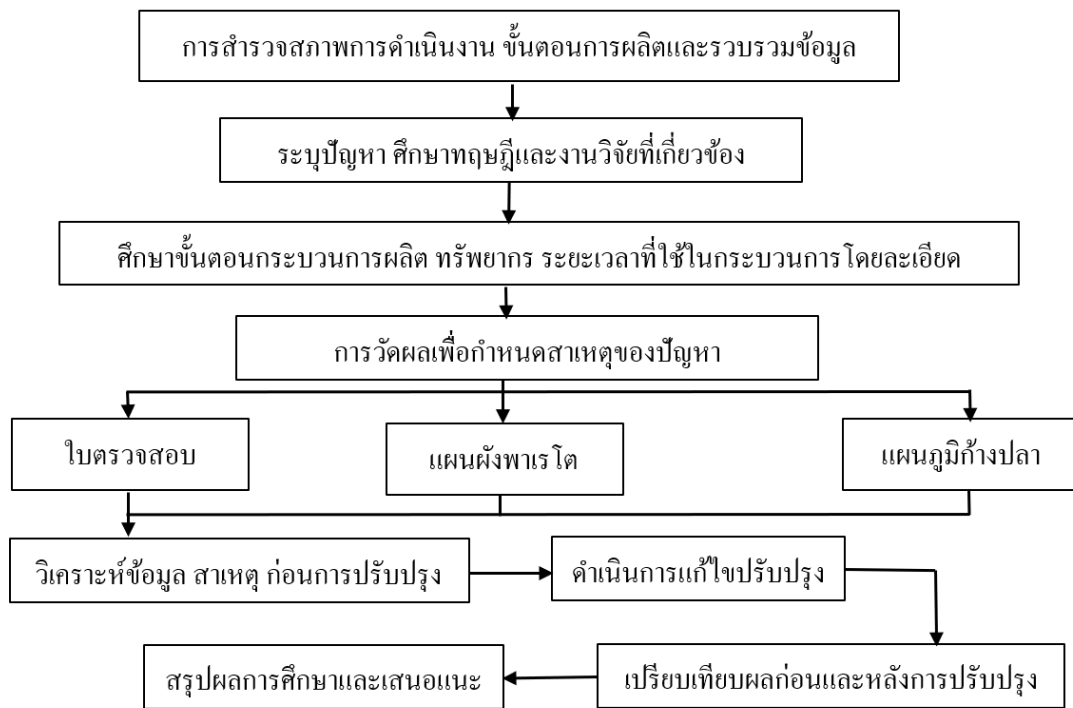 การสำรวจสภาพการดำเนินงาน ขั้นตอนการผลิตและรวบรวมข้อมูล
ระบุปัญหา ศึกษาทฤษฎีและงานวิจัยที่เกี่ยวข้อง
ศึกษาขั้นตอนกระบวนการผลิต ทรัพยากร ระยะเวลาที่ใช้ในกระบวนการโดยละเอียด
การวัดผลเพื่อกำหนดสาเหตุของปัญหา
ใบตรวจสอบ
แผนผังพาเรโต
แผนภูมิก้างปลา
วิเคราะห์ข้อมูล สาเหตุ ก่อนการปรับปรุง
ดำเนินการแก้ไขปรับปรุง
สรุปผลการศึกษาและเสนอแนะ
เปรียบเทียบผลก่อนและหลังการปรับปรุง